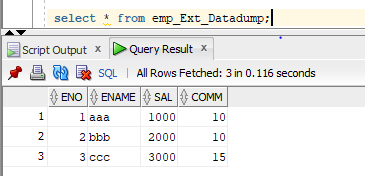 select * from emp_Ext_Datadump;
Script Output x Query Result x
SQL | All Rows Fetched: 3 in 0.116 seconds
ENO ENAME SAL COMM
1 1 aaa 1000 10
2 2 bbb 2000 10
3 3 ccc 3000 15